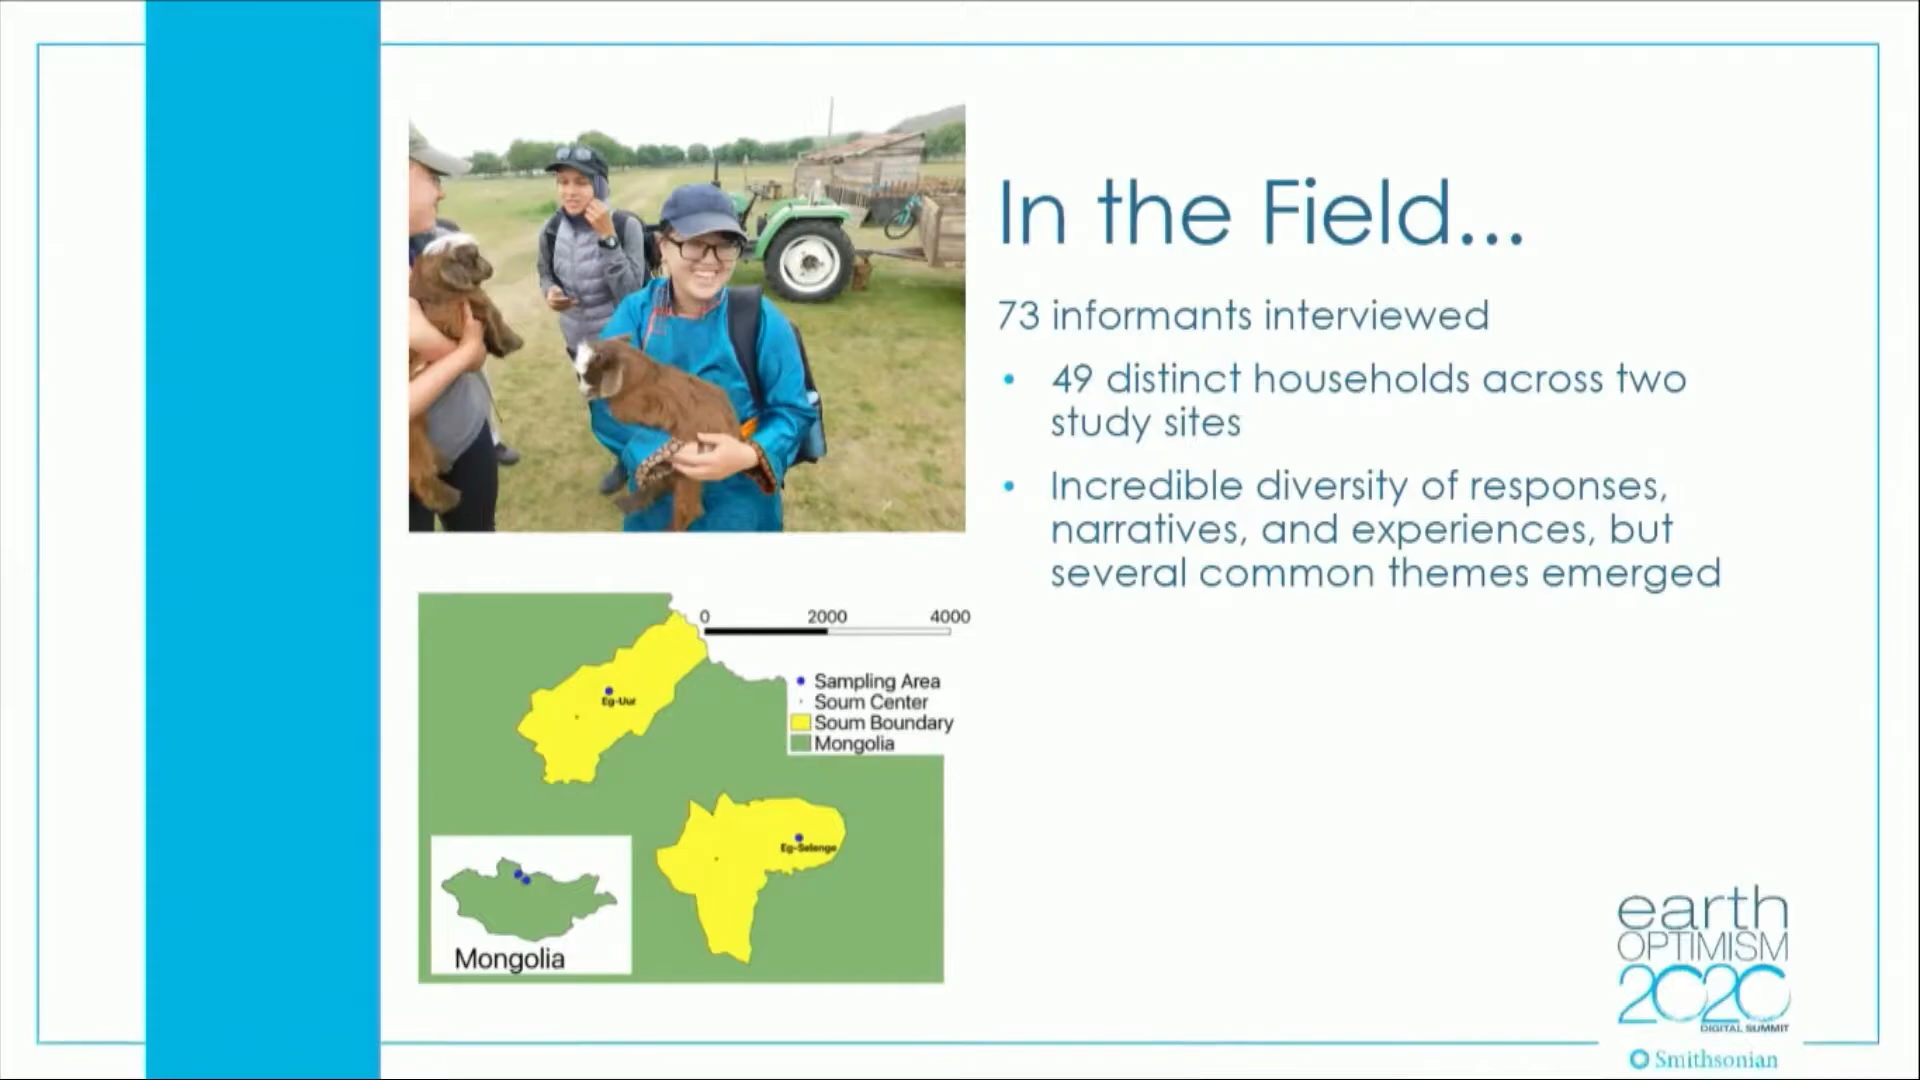 In the Field...
73 informants interviewed
• 49 distinct households across two
study sites
• Incredible diversity of responses,
narratives, and experiences, but
several common themes emerged
0 2000 4000
Sampling Area
Soum Center
Soum Boundary
Mongolia
Eg-Uur
Eg-Selenge
Mongolia
earth
OPTIMISM
2020
DIGITAL SUMMIT
Smithsonian